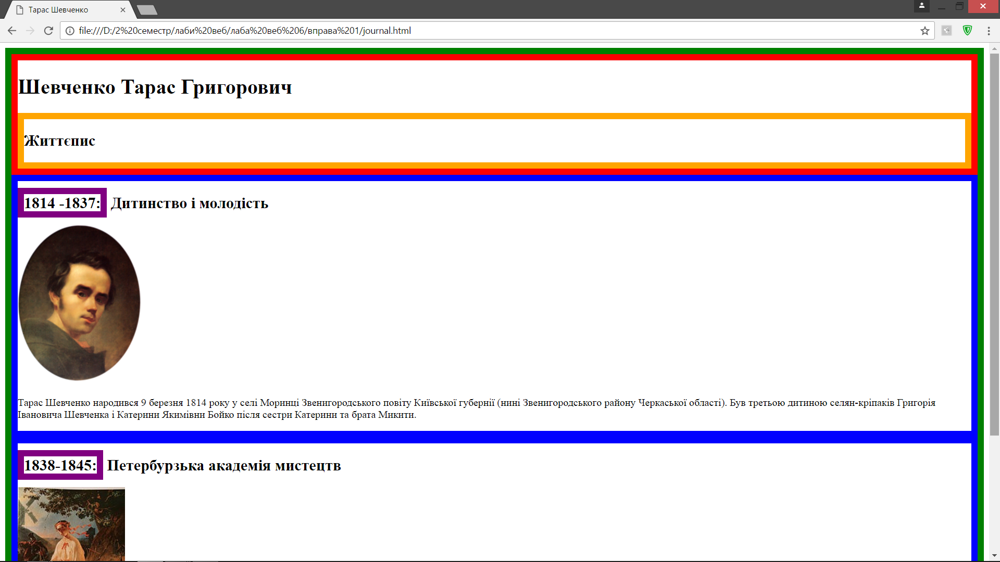 Тарас Шевченко
file:///D:/2%20семестр/лаби%20веб/лаба%20веб%206/вправа%201/journal.html
Шевченко Тарас Григорович
Життєпис
1814 -1837: Дитинство і молодість
Тарас Шевченко народився 9 березня 1814 року у селі Моринці Звенигородського повіту Київської губернії (нині Звенигородського району Черкаської області). Був третьою дитиною селян-кріпаків Григорія
Івановича Шевченка і Катерини Якимівни Бойко після сестри Катерини та брата Микити.
1838-1845: Петербурзька академія мистецтв